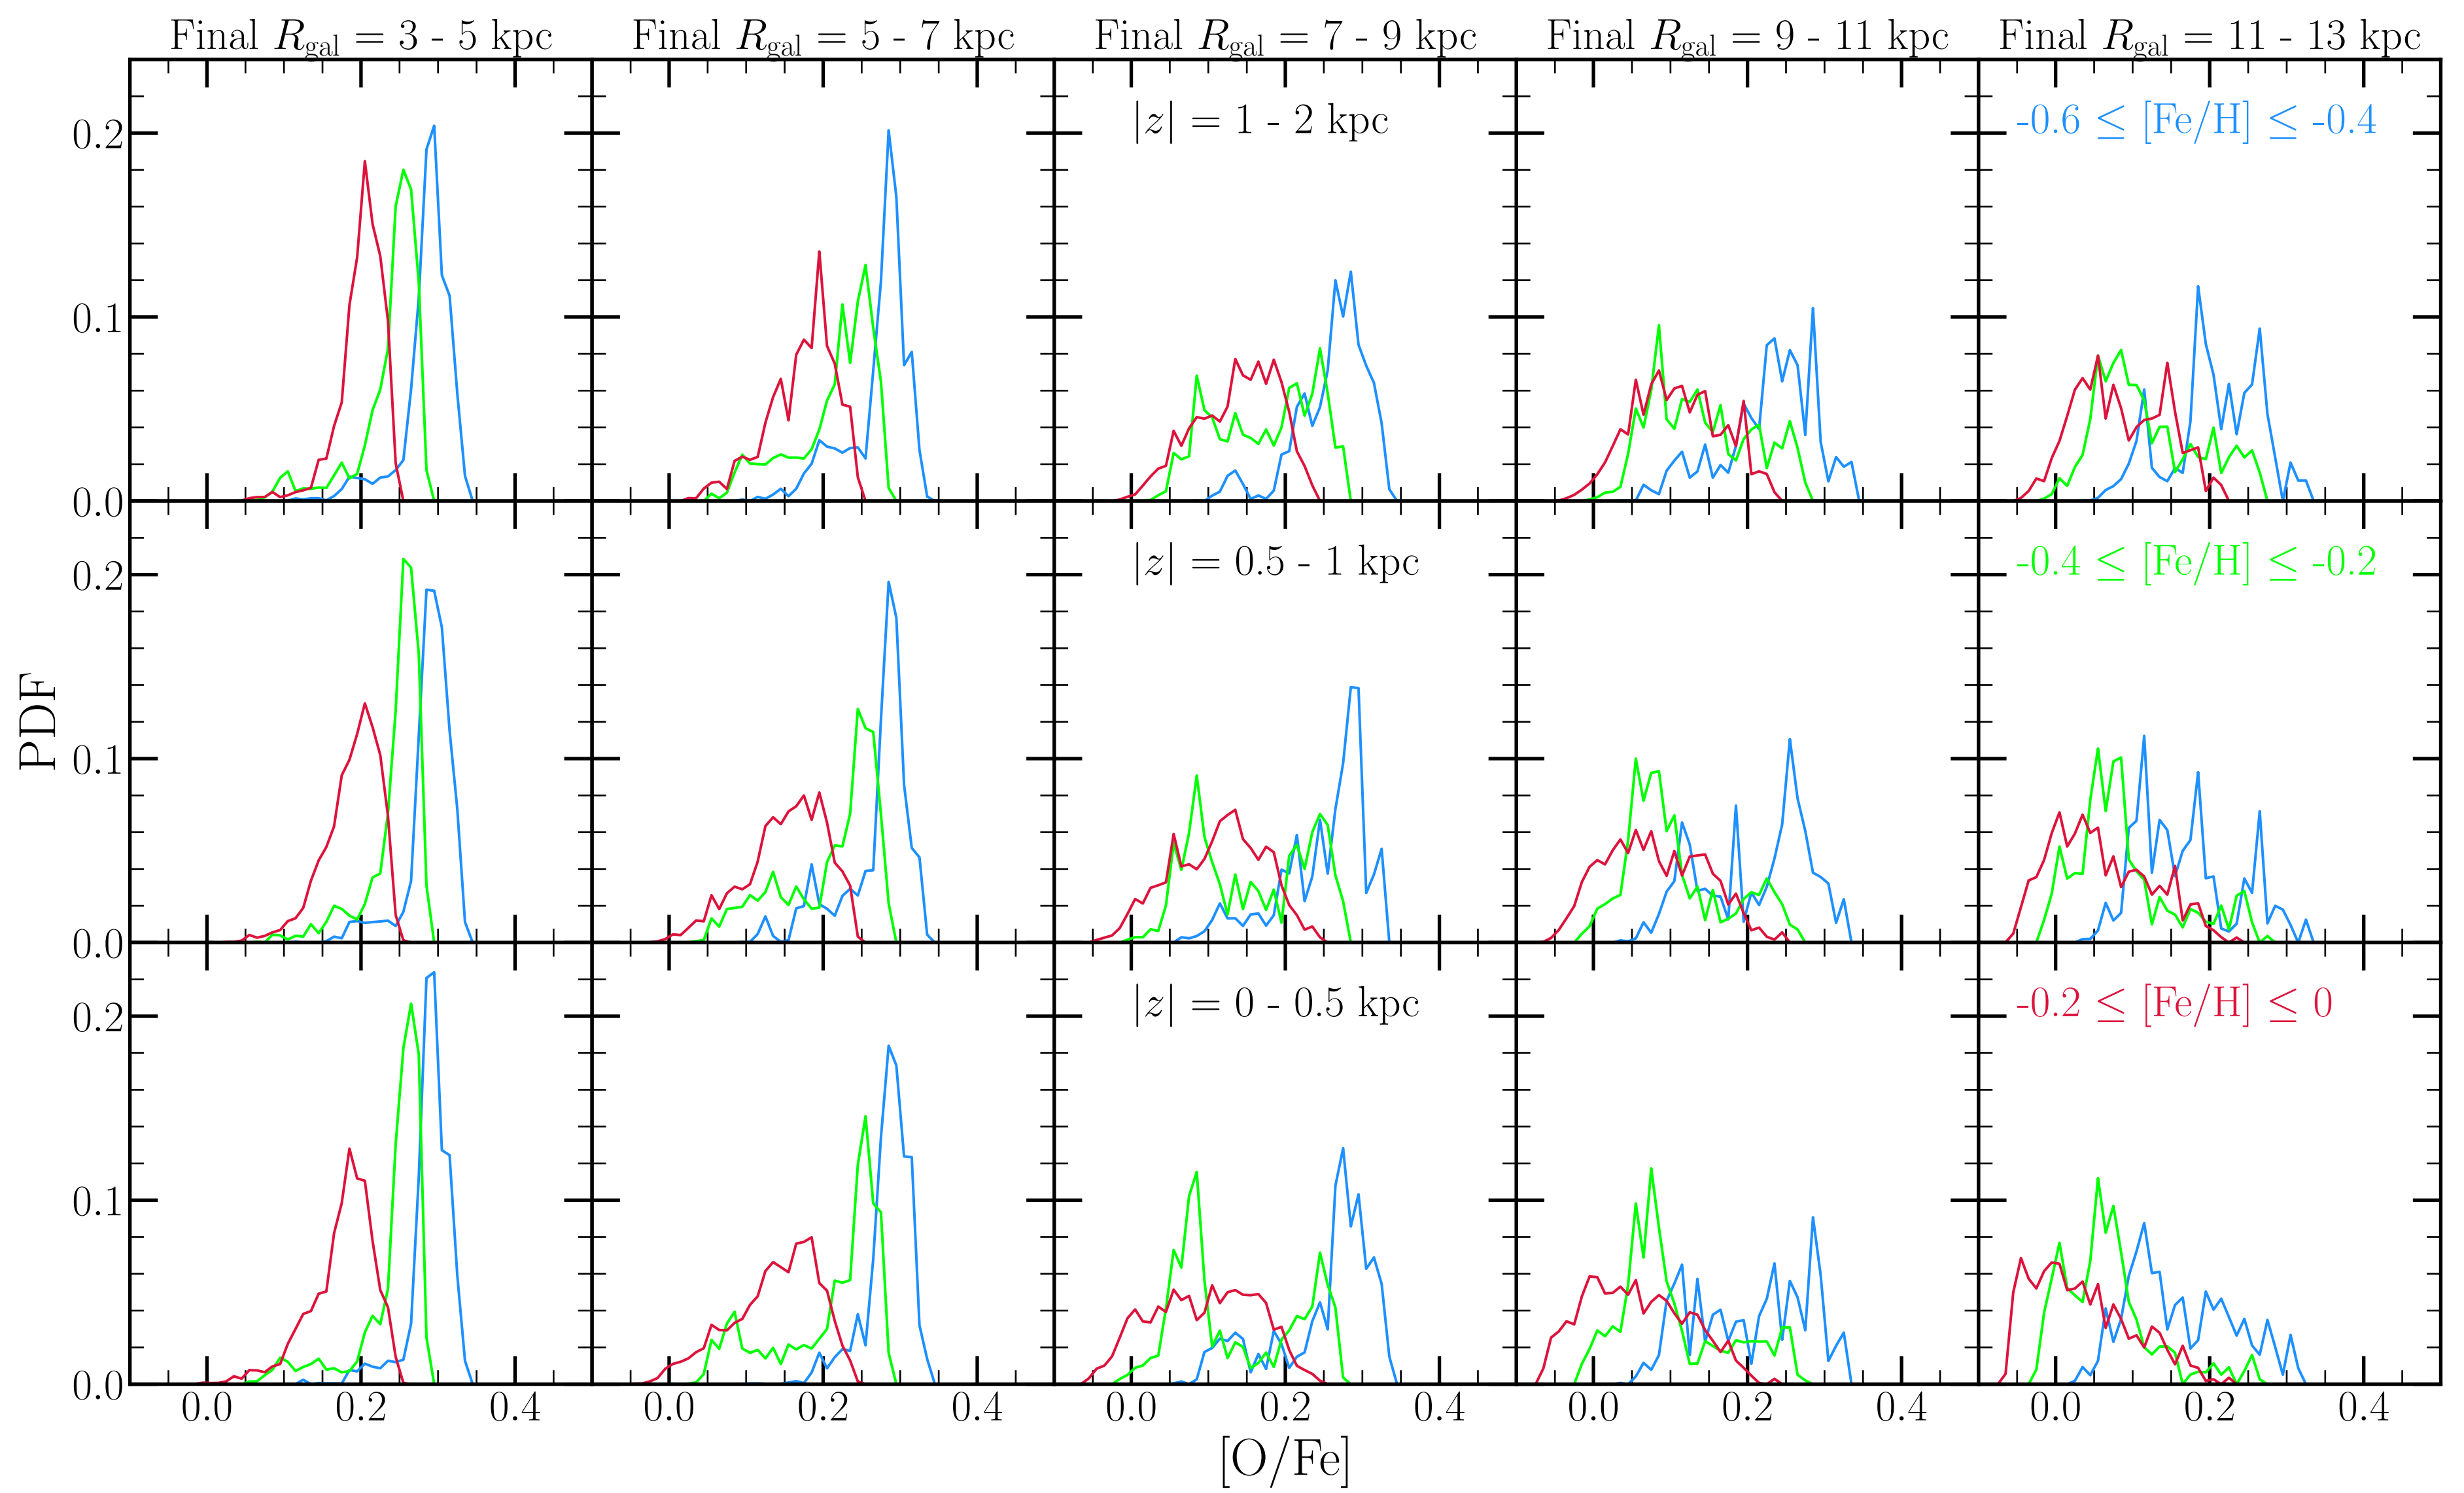 Final R_gal = 3 - 5 kpc
Final R_gal = 5 - 7 kpc
Final R_gal = 7 - 9 kpc
Final R_gal = 9 - 11 kpc
Final R_gal = 11 - 13 kpc
|z| = 1 - 2 kpc
-0.6 ≤ [Fe/H] ≤ -0.4
0.2
0.1
0.0
|z| = 0.5 - 1 kpc
-0.4 ≤ [Fe/H] ≤ -0.2
0.2
0.1
0.0
PDF
|z| = 0 - 0.5 kpc
-0.2 ≤ [Fe/H] ≤ 0
0.2
0.1
0.0
0.0 0.2 0.4
0.0 0.2 0.4
0.0 0.2 0.4
0.0 0.2 0.4
0.0 0.2 0.4
[O/Fe]